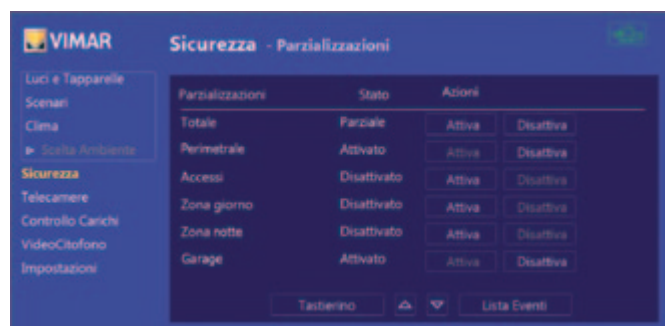 VIMAR
Sicurezza - Parzializzazioni
Luci e Tapparelle
Scenari
Clima
Scelta Ambiente
Sicurezza
Telecamere
Controllo Carichi
VideoCitofono
Impostazioni
Parzializzazioni Stato Azioni
Totale Parziale Attiva Disattiva
Perimetrale Attivato Attiva Disattiva
Accessi Disattivato Attiva Disattiva
Zona giorno Disattivato Attiva Disattiva
Zona notte Disattivato Attiva Disattiva
Garage Attivato Attiva Disattiva
Tastierino Lista Eventi